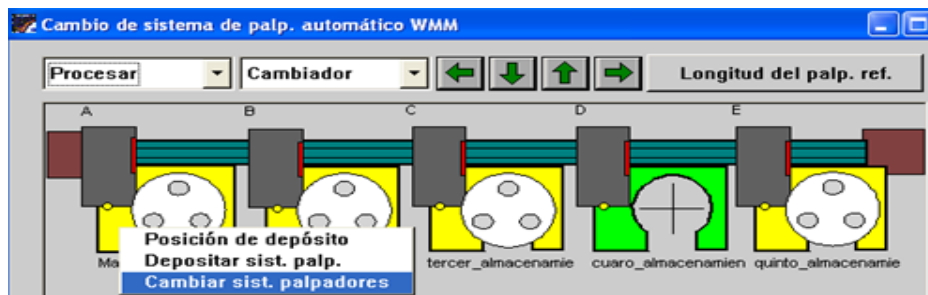 Cambio de sistema de palp. automático WMM
Procesar Cambiador Longitud del palp. ref.
A B C D E
Posición de depósito
Depositar sist. palp.
Cambiar sist. palpadores
Ma tercer_almacenamie cuaro_almacenamien quinto_almacenamie